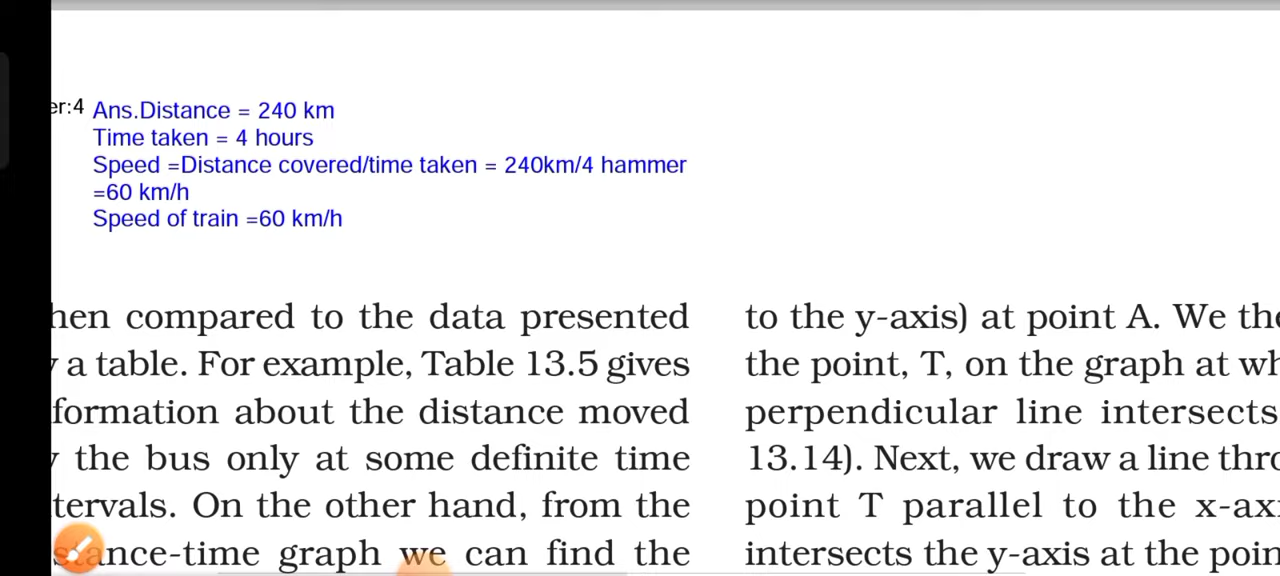 er:4 Ans.Distance = 240 km
Time taken = 4 hours
Speed =Distance covered/time taken = 240km/4 hammer
=60 km/h
Speed of train =60 km/h
hen compared to the data presented
a table. For example, Table 13.5 gives
formation about the distance moved
the bus only at some definite time
tervals. On the other hand, from the
stance-time graph we can find the
to the y-axis) at point A. We the
the point, T, on the graph at wh
perpendicular line intersects
13.14). Next, we draw a line thro
point T parallel to the x-axi
intersects the y-axis at the poin